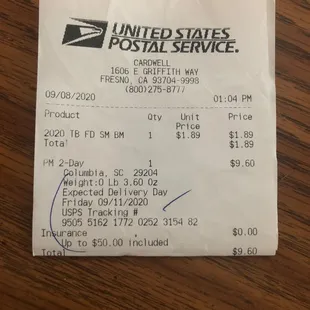 UNITED STATES
POSTAL SERVICE.
CARDWELL
1606 E GRIFFITH WAY
FRESNO, CA 93704-9998
(800)275-8777
09/08/2020 01:04 PM
Product Qty Unit Price
Price
2020 TB FD SM BM 1 $1.89 $1.89
Total $1.89
PM 2-Day 1 $9.60
Columbia, SC 29204
Weight:0 Lb 3.60 Oz
Expected Delivery Day
Friday 09/11/2020
USPS Tracking #
9505 5162 1772 0252 3154 82
Insurance $0.00
Up to $50.00 included
Total $9.60